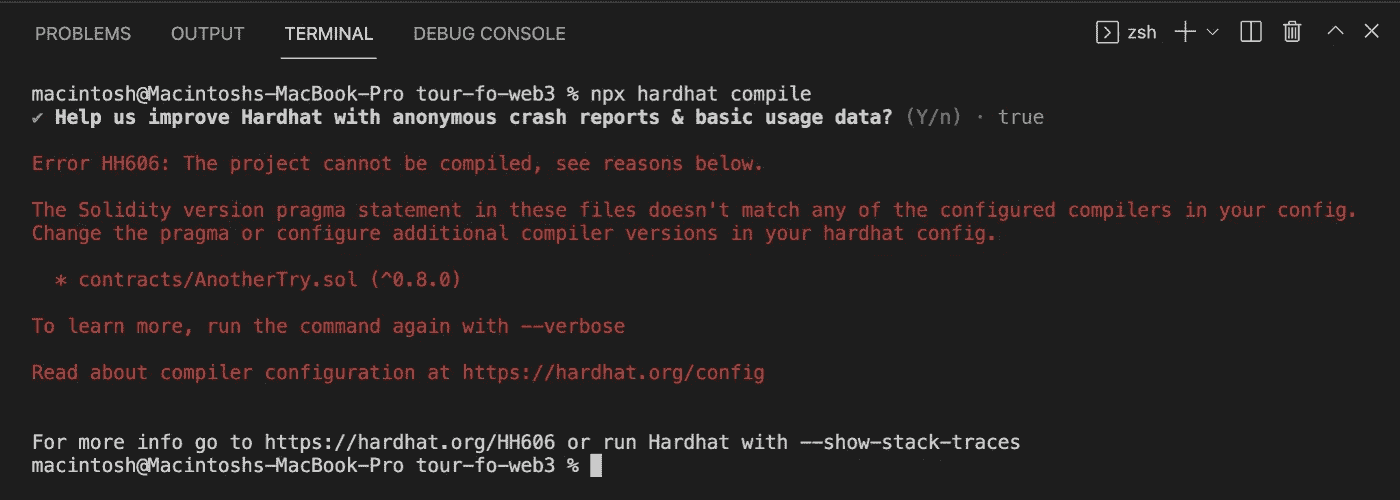 PROBLEMS OUTPUT TERMINAL DEBUG CONSOLE zsh
macintosh@Macintoshs-MacBook-Pro tour-fo-web3 % npx hardhat compile
✔ Help us improve Hardhat with anonymous crash reports & basic usage data? (Y/n) · true
Error HH606: The project cannot be compiled, see reasons below.
The Solidity version pragma statement in these files doesn't match any of the configured compilers in your config.
Change the pragma or configure additional compiler versions in your hardhat config.
* contracts/AnotherTry.sol (^0.8.0)
To learn more, run the command again with --verbose
Read about compiler configuration at https://hardhat.org/config
For more info go to https://hardhat.org/HH606 or run Hardhat with --show-stack-traces
macintosh@Macintoshs-MacBook-Pro tour-fo-web3 %